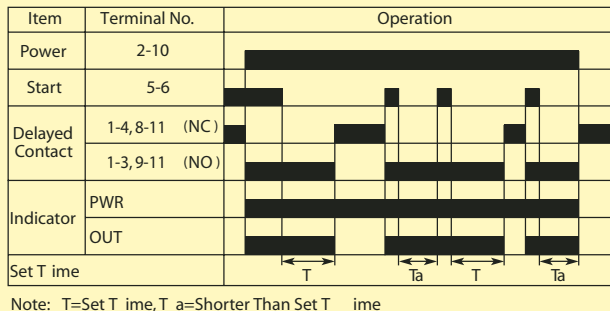 Item Terminal No. Operation
Power 2-10
Start 5-6
Delayed Contact
1-4, 8-11 (NC)
1-3, 9-11 (NO)
Indicator
PWR
OUT
Set T ime T Ta T Ta
Note: T=Set T ime, T a=Shorter Than Set T ime